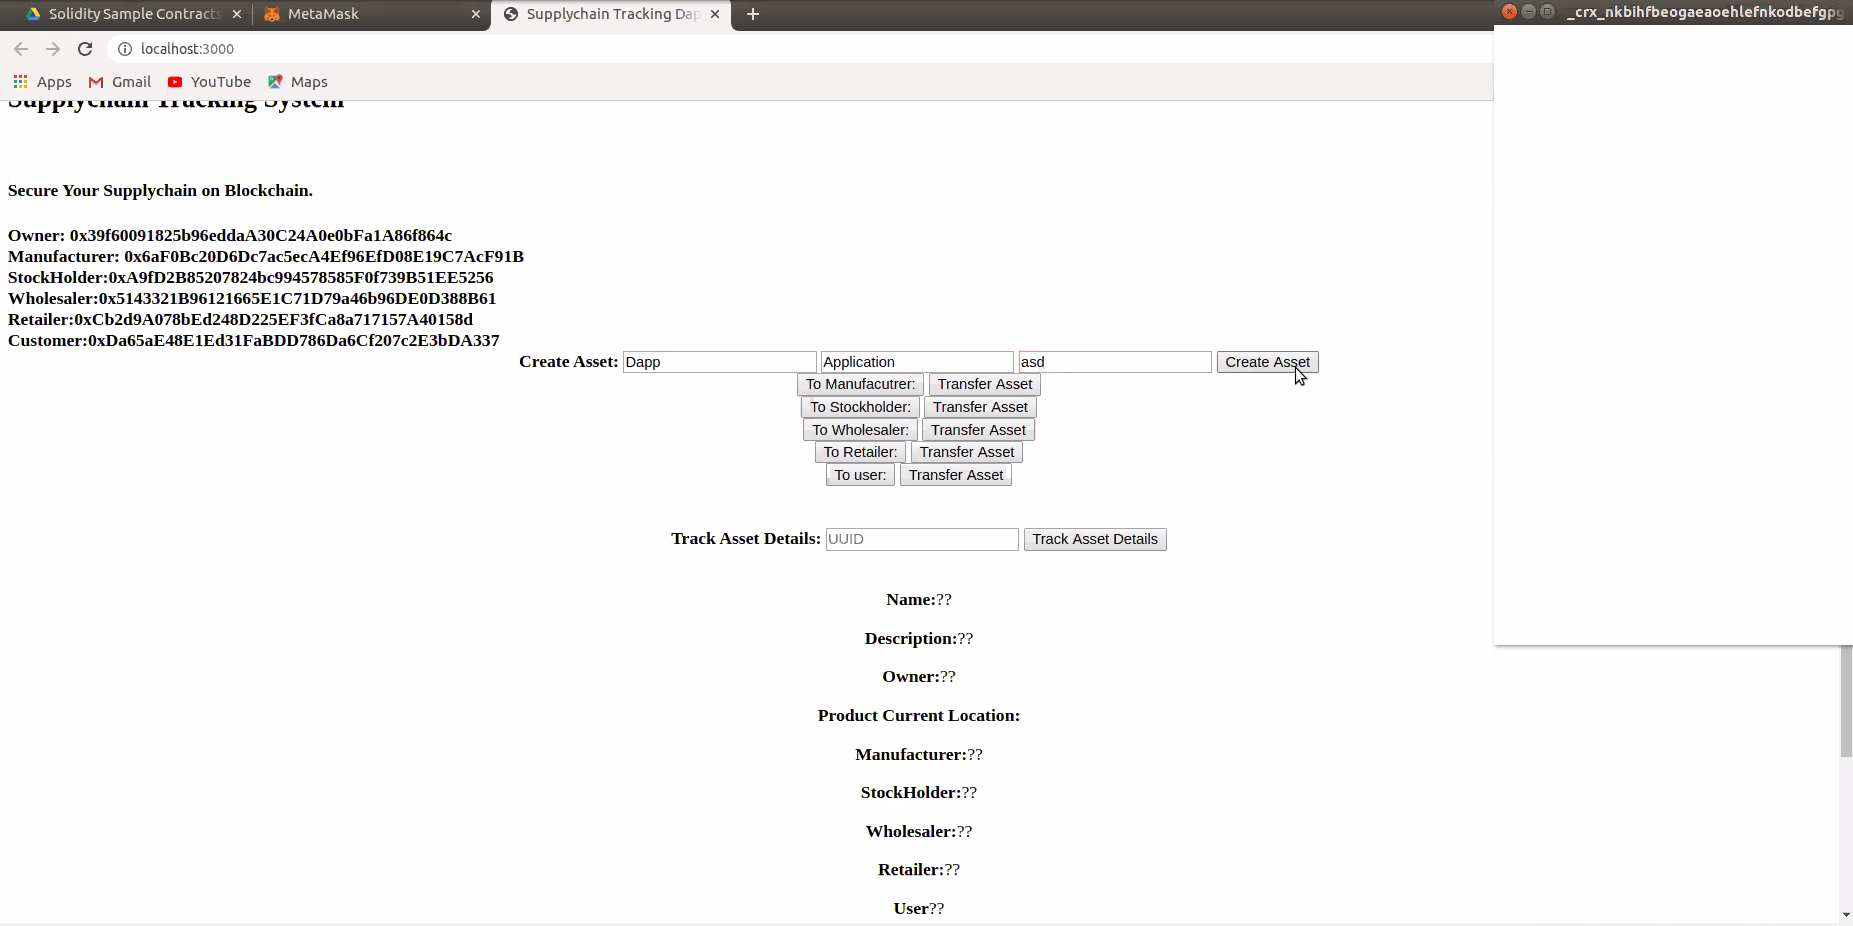 Solidity Sample Contracts
MetaMask
Supplychain Tracking Dap
_crx_nkbihfbeogaeaoehlefnkodbefgpg
localhost:3000
Apps
Gmail
YouTube
Maps
Supplychain Tracking System
Secure Your Supplychain on Blockchain.
Owner: 0x39f60091825b96eddaA30C24A0e0bFa1A86f864c
Manufacturer: 0x6aF0Bc20D6Dc7ac5ecA4Ef96EfD08E19C7AcF91B
StockHolder:0xA9fD2B85207824bc994578585F0f739B51EE5256
Wholesaler:0x5143321B96121665E1C71D79a46b96DE0D388B61
Retailer:0xCb2d9A078bEd248D225EF3fCa8a717157A40158d
Customer:0xDa65aE48E1Ed31FaBDD786Da6Cf207c2E3bDA337
Create Asset: Dapp Application asd Create Asset
To Manufacutrer: Transfer Asset
To Stockholder: Transfer Asset
To Wholesaler: Transfer Asset
To Retailer: Transfer Asset
To user: Transfer Asset
Track Asset Details: UUID Track Asset Details
Name:??
Description:??
Owner:??
Product Current Location:
Manufacturer:??
StockHolder:??
Wholesaler:??
Retailer:??
User??